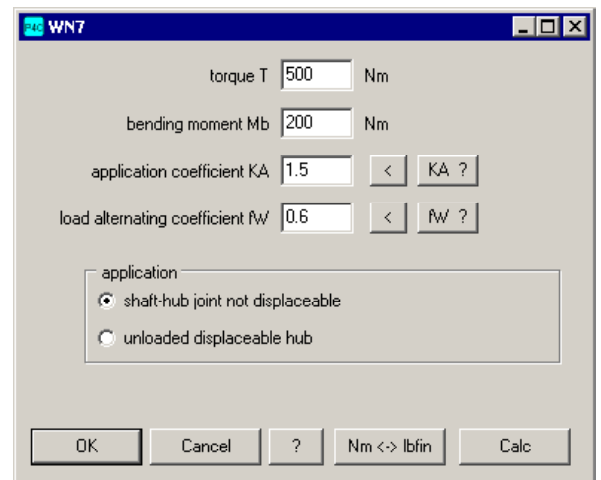 P4C WN7
torque T 500 Nm
bending moment Mb 200 Nm
application coefficient KA 1.5 < KA ?
load alternating coefficient fW 0.6 < fW ?
application
shaft-hub joint not displaceable
unloaded displaceable hub
OK Cancel ? Nm <-> lbfin Calc